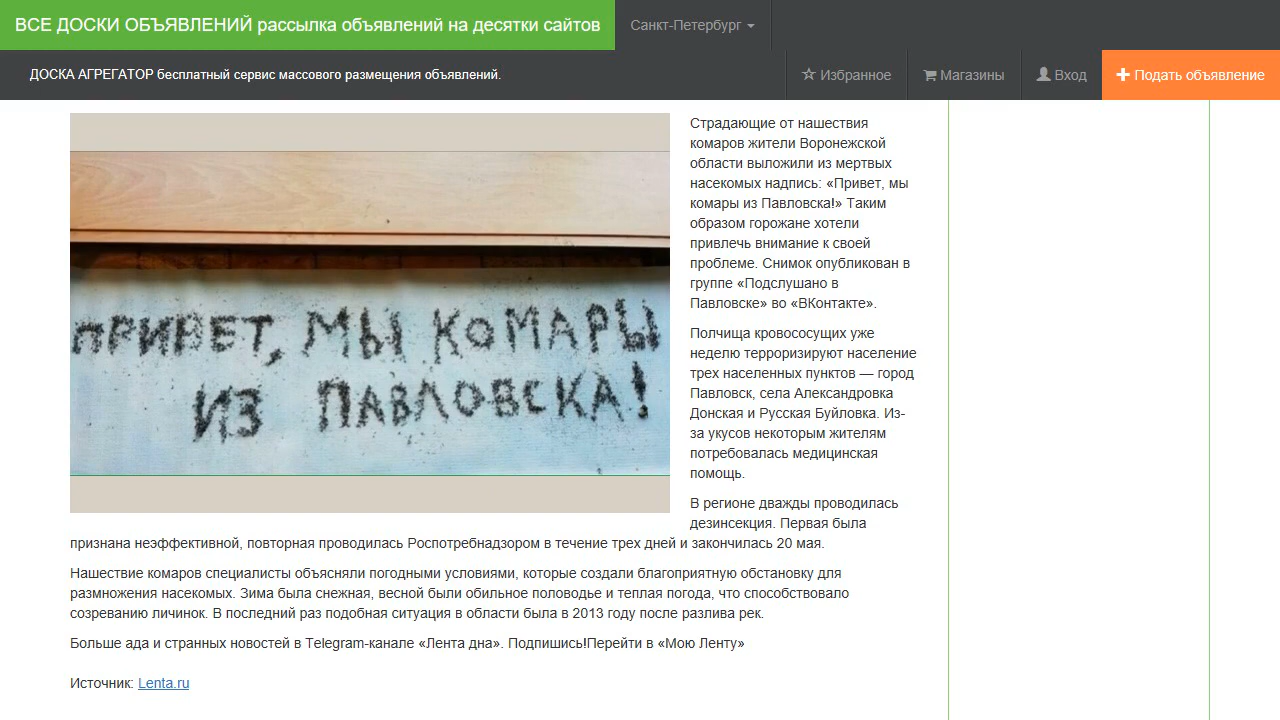 ВСЕ ДОСКИ ОБЪЯВЛЕНИЙ рассылка объявлений на десятки сайтов
Санкт-Петербург
ДОСКА АГРЕГАТОР бесплатный сервис массового размещения объявлений.
Избранное
Магазины
Вход
Подать объявление
ПРИВЕТ, МЫ КОМАРЫ
ИЗ ПАВЛОВСКА!
Страдающие от нашествия
комаров жители Воронежской
области выложили из мертвых
насекомых надпись: «Привет, мы
комары из Павловска!» Таким
образом горожане хотели
привлечь внимание к своей
проблеме. Снимок опубликован в
группе «Подслушано в
Павловске» во «ВКонтакте».
Полчища кровососущих уже
неделю терроризируют население
трех населенных пунктов — город
Павловск, села Александровка
Донская и Русская Буйловка. Из-
за укусов некоторым жителям
потребовалась медицинская
помощь.
В регионе дважды проводилась
дезинсекция. Первая была
признана неэффективной, повторная проводилась Роспотребнадзором в течение трех дней и закончилась 20 мая.
Нашествие комаров специалисты объясняли погодными условиями, которые создали благоприятную обстановку для
размножения насекомых. Зима была снежная, весной были обильное половодье и теплая погода, что способствовало
созреванию личинок. В последний раз подобная ситуация в области была в 2013 году после разлива рек.
Больше ада и странных новостей в Telegram-канале «Лента дна». Подпишись!Перейти в «Мою Ленту»
Источник: Lenta.ru